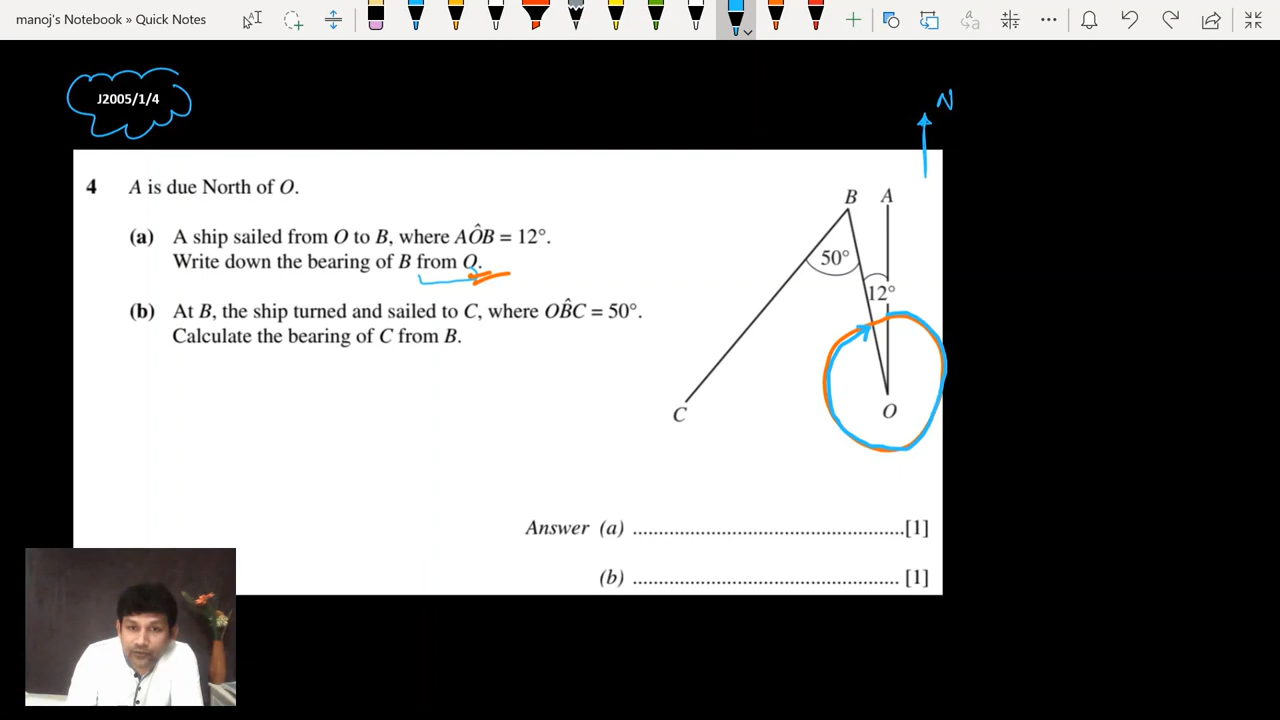 manoj's Notebook » Quick Notes
J2005/1/4
N
4 A is due North of O.
(a) A ship sailed from O to B, where AÔB = 12°.
Write down the bearing of B from O.
(b) At B, the ship turned and sailed to C, where OB̂C = 50°.
Calculate the bearing of C from B.
B A
50°
12°
C
O
Answer (a) ..................................................[1]
(b) ................................................. [1]